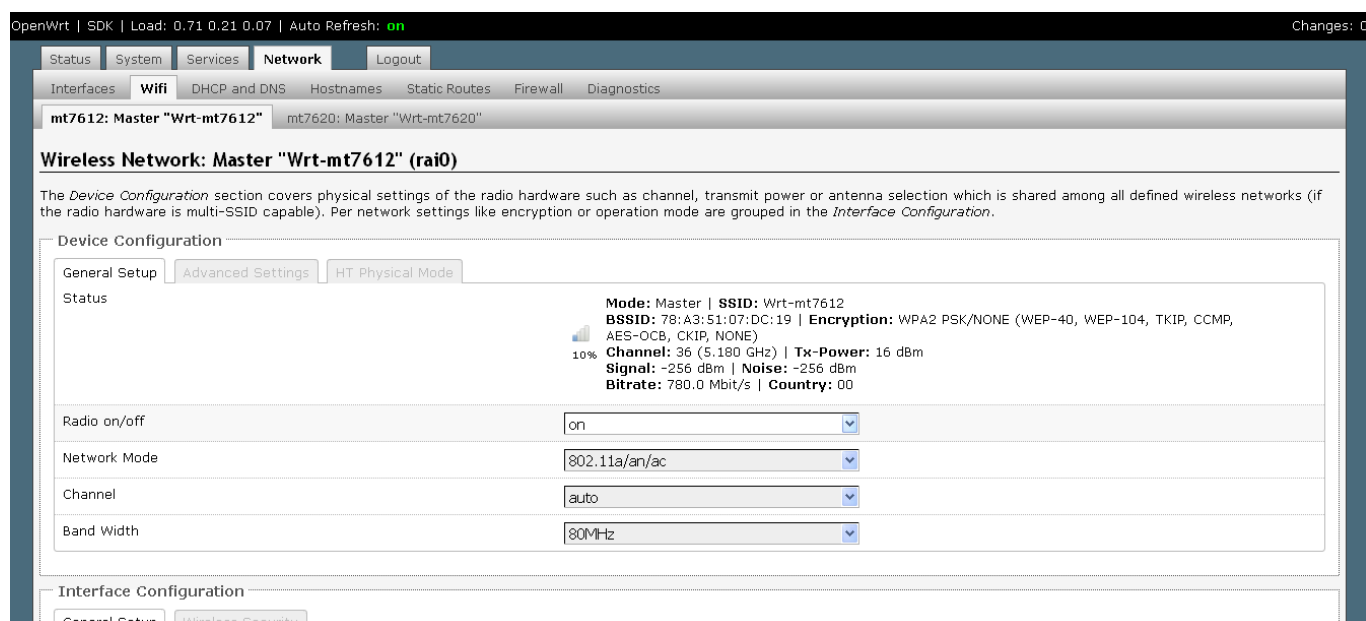 OpenWrt | SDK | Load: 0.71 0.21 0.07 | Auto Refresh: on Changes: 0
Status System Services Network Logout
Interfaces Wifi DHCP and DNS Hostnames Static Routes Firewall Diagnostics
mt7612: Master "Wrt-mt7612" mt7620: Master "Wrt-mt7620"
Wireless Network: Master "Wrt-mt7612" (rai0)
The Device Configuration section covers physical settings of the radio hardware such as channel, transmit power or antenna selection which is shared among all defined wireless networks (if
the radio hardware is multi-SSID capable). Per network settings like encryption or operation mode are grouped in the Interface Configuration.
Device Configuration
General Setup Advanced Settings HT Physical Mode
Status
Mode: Master | SSID: Wrt-mt7612
BSSID: 78:A3:51:07:DC:19 | Encryption: WPA2 PSK/NONE (WEP-40, WEP-104, TKIP, CCMP,
AES-OCB, CKIP, NONE)
10% Channel: 36 (5.180 GHz) | Tx-Power: 16 dBm
Signal: -256 dBm | Noise: -256 dBm
Bitrate: 780.0 Mbit/s | Country: 00
Radio on/off on
Network Mode 802.11a/an/ac
Channel auto
Band Width 80MHz
Interface Configuration
General Setup Wireless Security